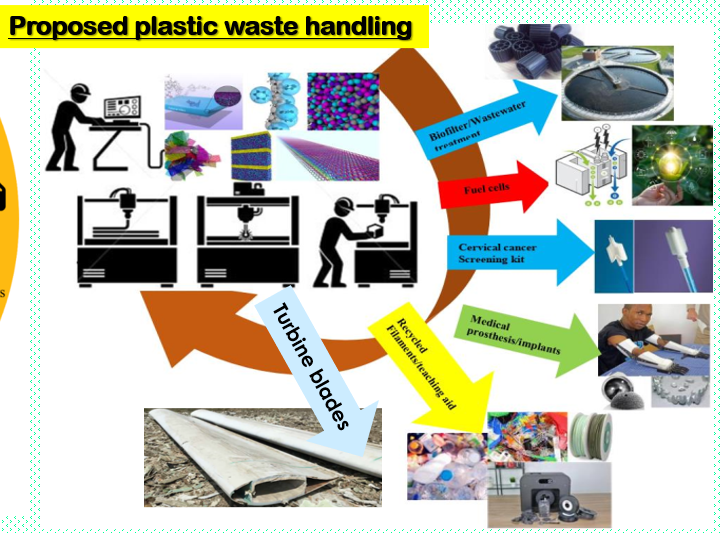 Proposed plastic waste handling
Biofilter/Wastewater
treatment
Fuel cells
Cervical cancer
Screening kit
Medical
prosthesis/implants
Recycled
Filaments/teaching aid
Turbine blades
s